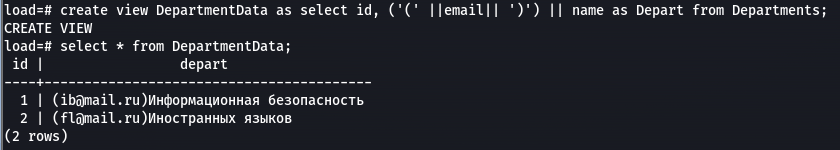 load=# create view DepartmentData as select id, ('(' ||email|| ')') || name as Depart from Departments;
CREATE VIEW
load=# select * from DepartmentData;
 id |                 depart
----+-----------------------------------------
  1 | (ib@mail.ru)Информационная безопасность
  2 | (fl@mail.ru)Иностранных языков
(2 rows)